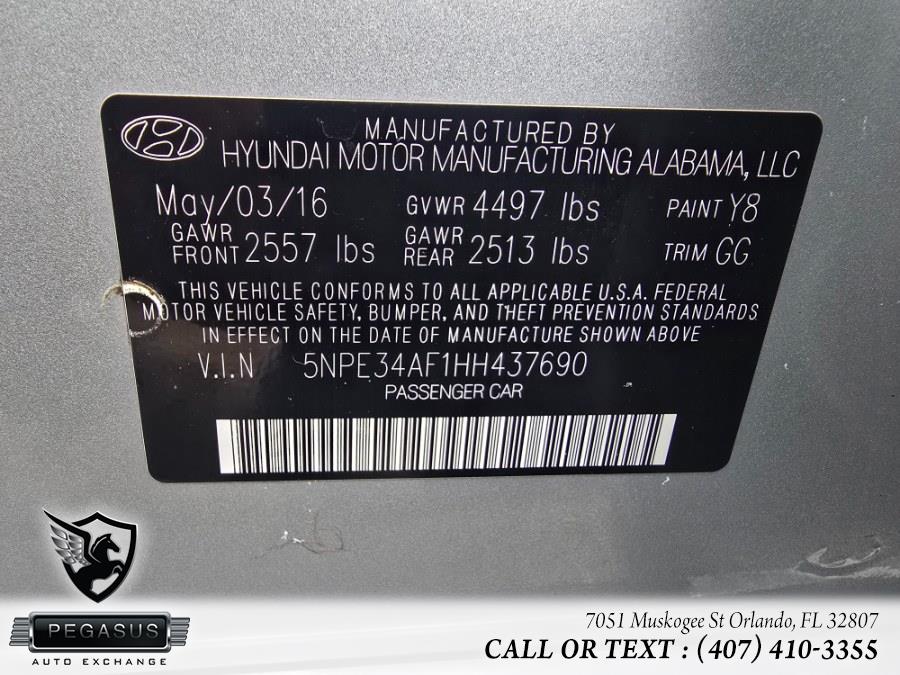 MANUFACTURED BY
HYUNDAI MOTOR MANUFACTURING ALABAMA, LLC
May/03/16 GVWR 4497 lbs PAINT Y8
GAWR FRONT 2557 lbs GAWR REAR 2513 lbs TRIM GG
THIS VEHICLE CONFORMS TO ALL APPLICABLE U.S.A. FEDERAL
MOTOR VEHICLE SAFETY, BUMPER, AND THEFT PREVENTION STANDARDS
IN EFFECT ON THE DATE OF MANUFACTURE SHOWN ABOVE
V.I.N 5NPE34AF1HH437690
PASSENGER CAR
PEGASUS
AUTO EXCHANGE
7051 Muskogee St Orlando, FL 32807
CALL OR TEXT : (407) 410-3355